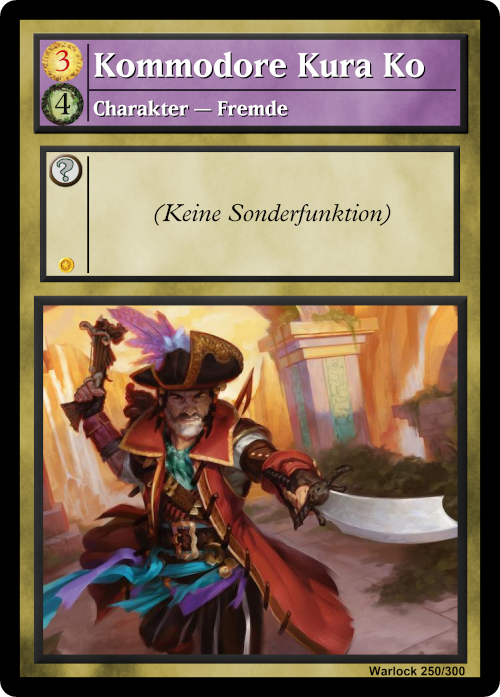 3
Kommodore Kura Ko
4
Charakter — Fremde
?
(Keine Sonderfunktion)
Warlock 250/300